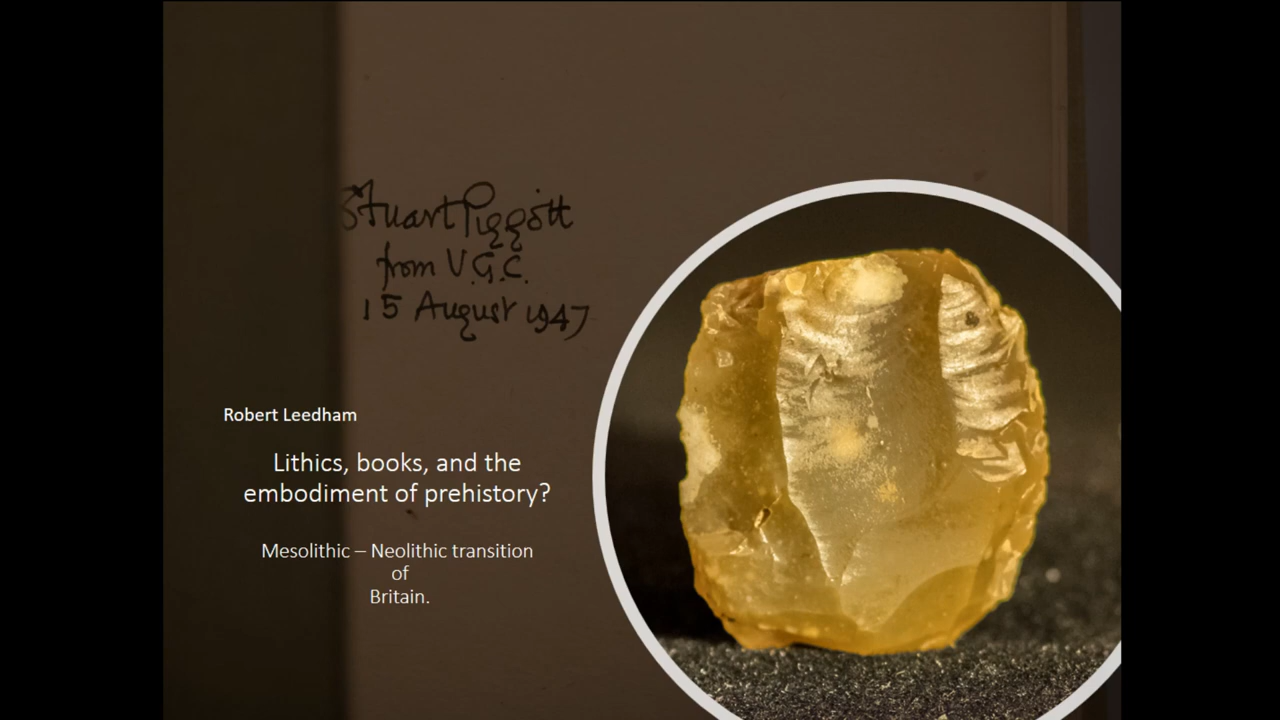 Stuart Piggott
from V.G.C.
15 August 1947
Robert Leedham
Lithics, books, and the
embodiment of prehistory?
Mesolithic – Neolithic transition
of
Britain.